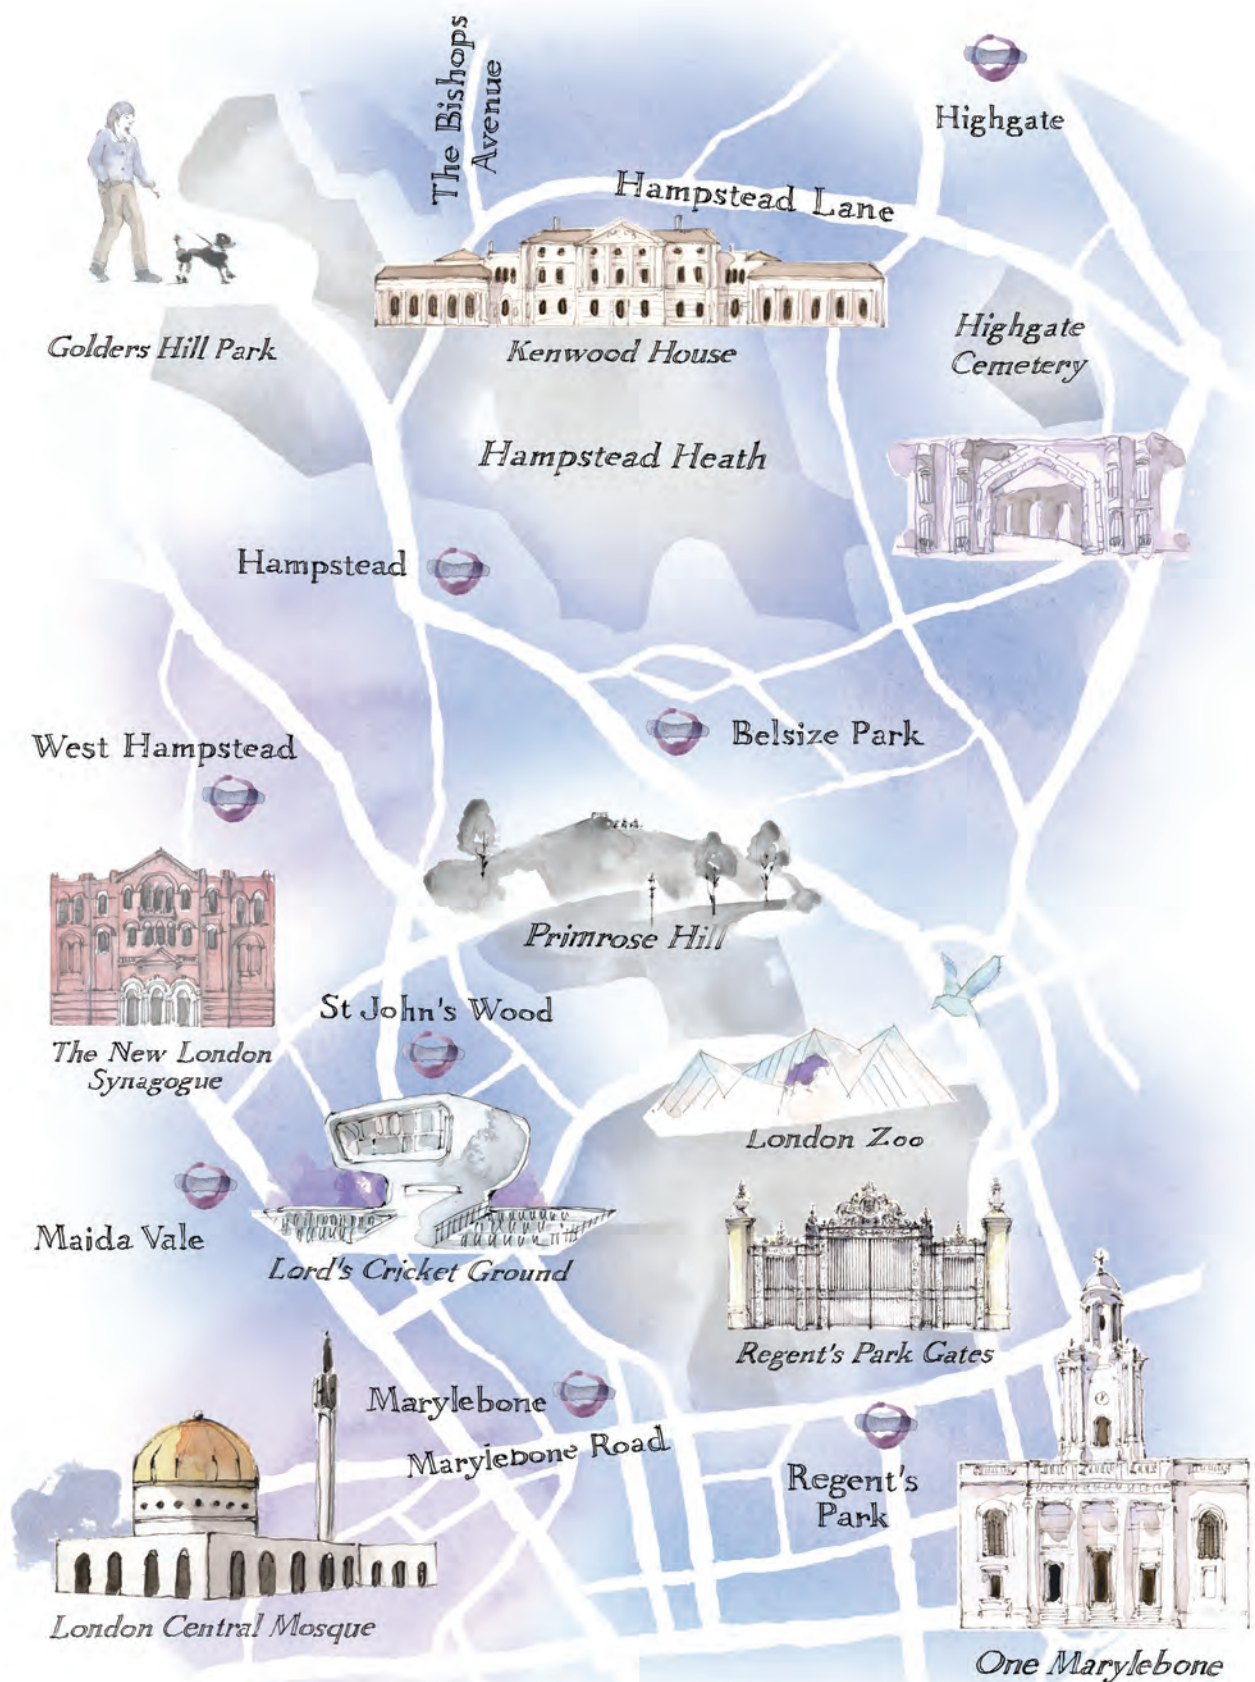 The Bishops
Avenue
Highgate
Hampstead Lane
Golders Hill Park
Kenwood House
Highgate
Cemetery
Hampstead Heath
Hampstead
West Hampstead
Belsize Park
Primrose Hill
St John's Wood
The New London
Synagogue
London Zoo
Maida Vale
Lord's Cricket Ground
Regent's Park Gates
Marylebone
Marylebone Road
Regent's
Park
London Central Mosque
One Marylebone